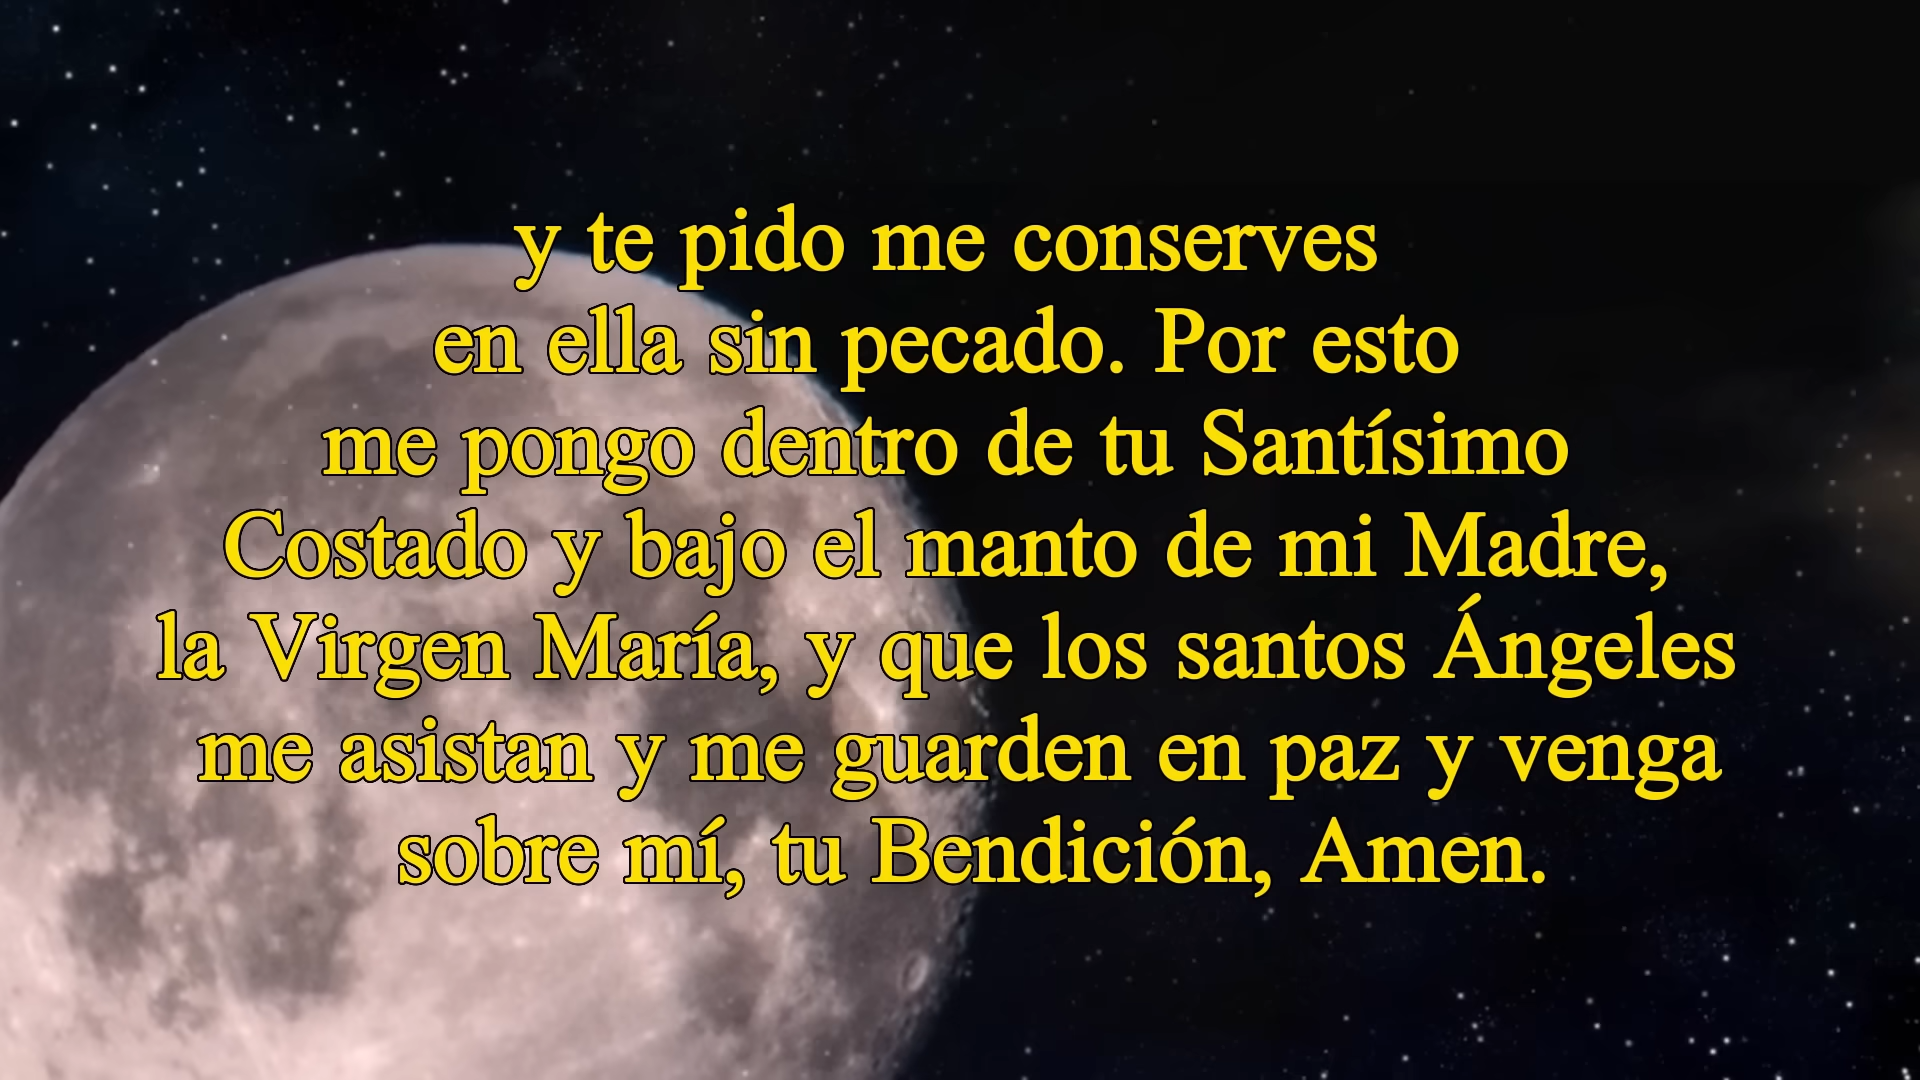 y te pido me conserves
en ella sin pecado. Por esto
me pongo dentro de tu Santísimo
Costado y bajo el manto de mi Madre,
la Virgen María, y que los santos Ángeles
me asistan y me guarden en paz y venga
sobre mí, tu Bendición, Amen.